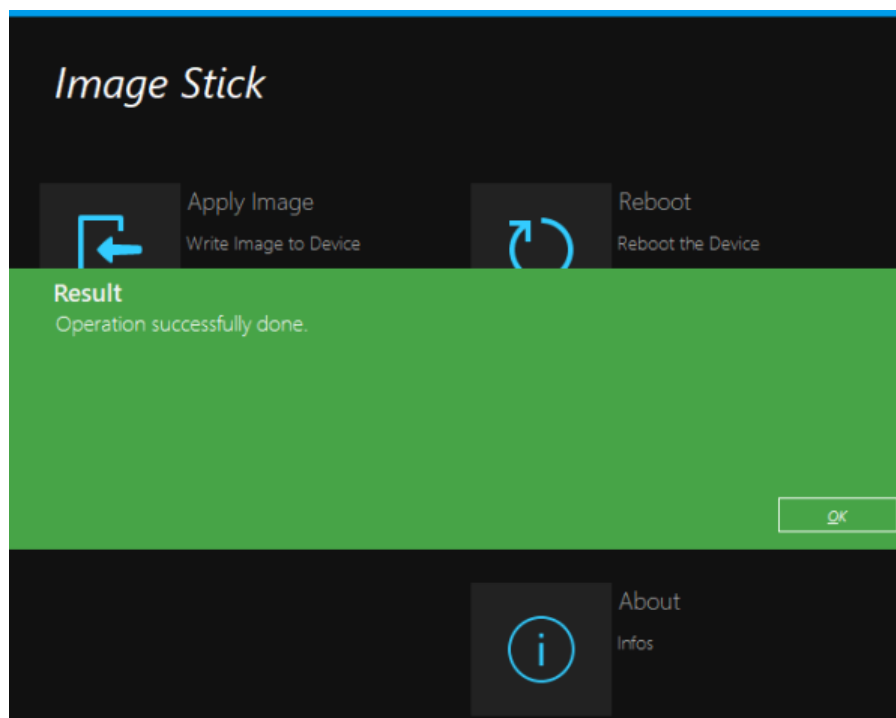 Image Stick
Apply Image
Write Image to Device
Reboot
Reboot the Device
Result
Operation successfully done.
OK
About
Infos